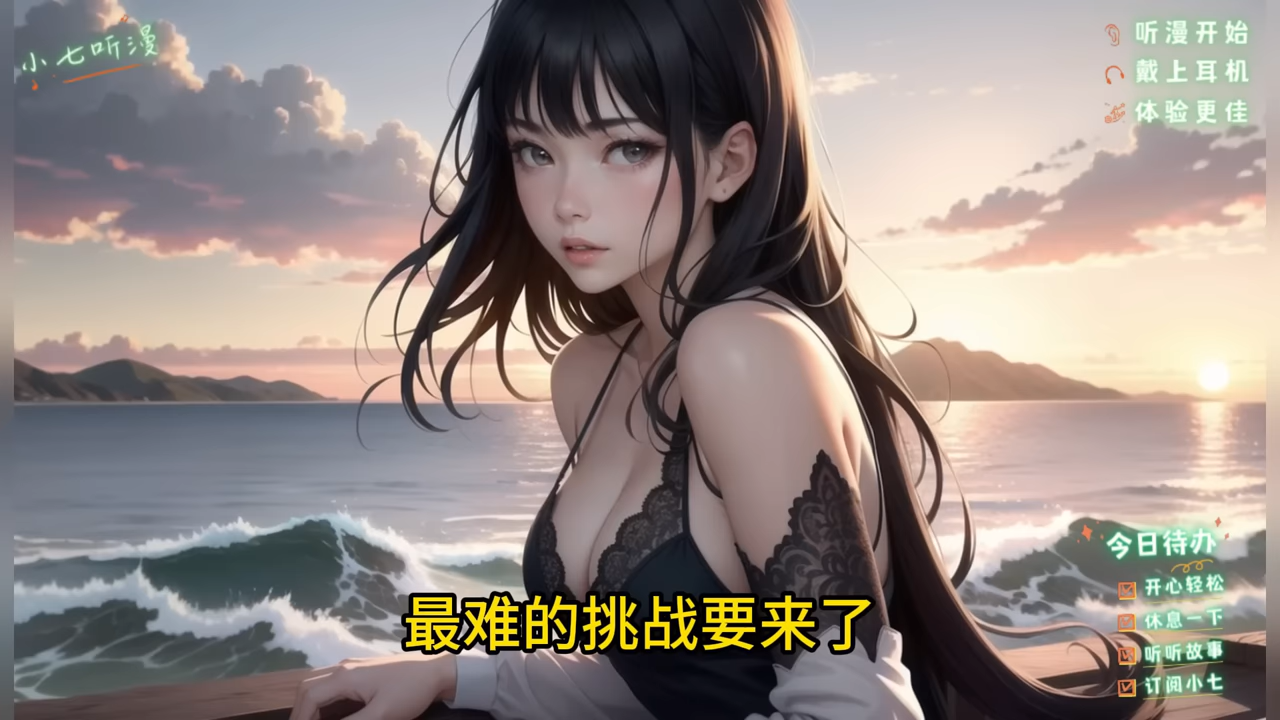 小七听漫
听漫开始
戴上耳机
体验更佳
今日待办
开心轻松
休息一下
听听故事
订阅小七
最难的挑战要来了